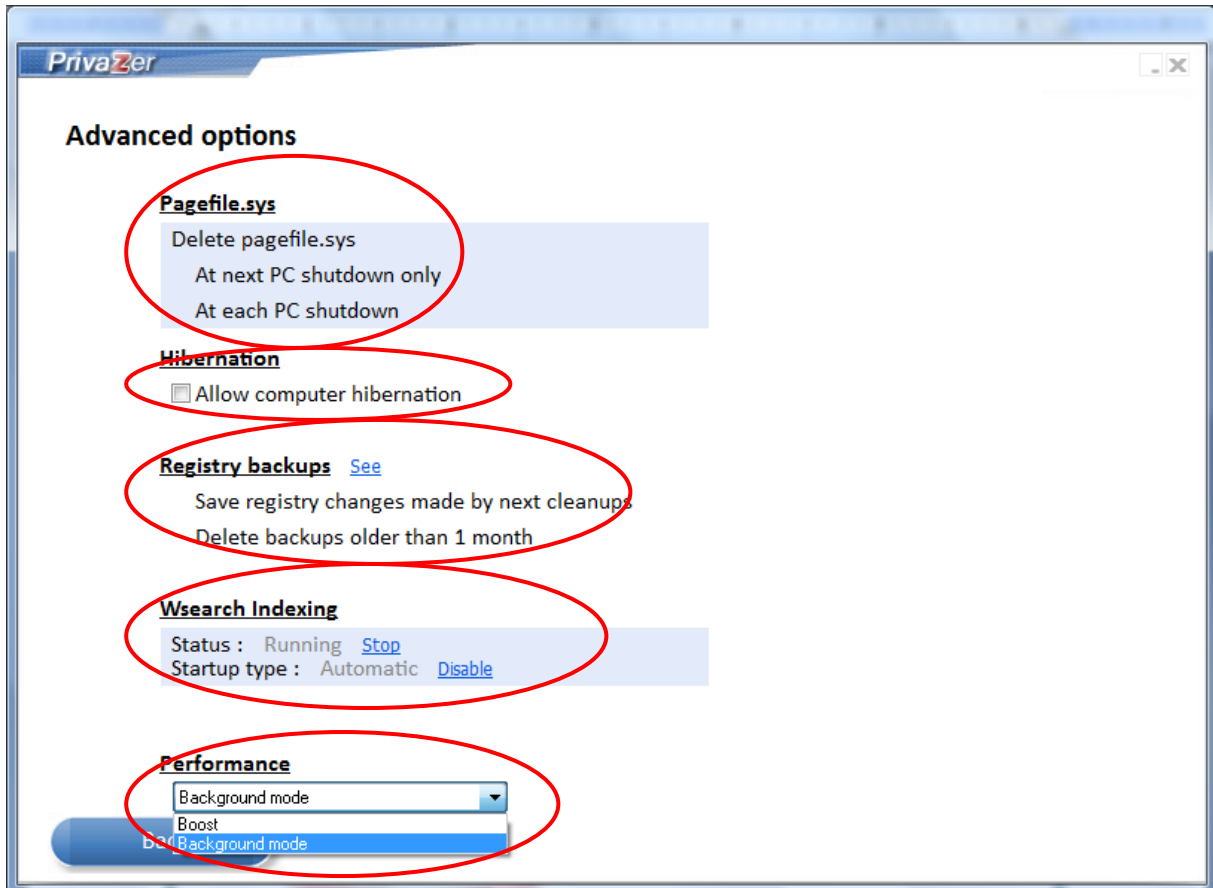 PrivaZer
Advanced options
Pagefile.sys
Delete pagefile.sys
At next PC shutdown only
At each PC shutdown
Hibernation
Allow computer hibernation
Registry backups See
Save registry changes made by next cleanups
Delete backups older than 1 month
Wsearch Indexing
Status : Running Stop
Startup type : Automatic Disable
Performance
Background mode
Boost
Background mode